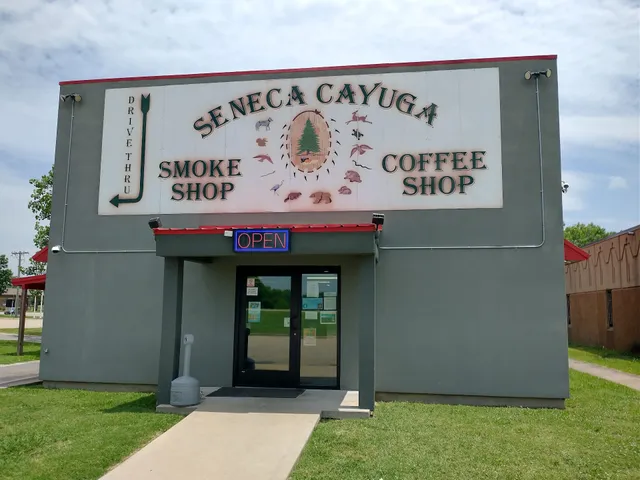 SENECA CAYUGA
DRIVE THRU
SMOKE
SHOP
COFFEE
SHOP
OPEN